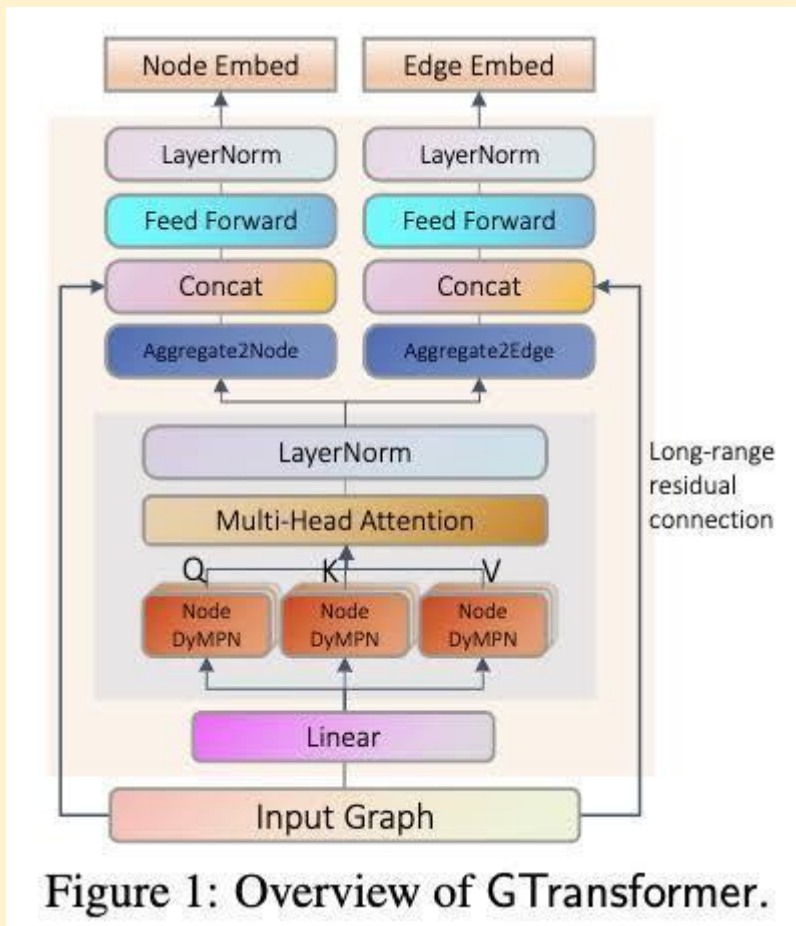 Node Embed Edge Embed
LayerNorm LayerNorm
Feed Forward Feed Forward
Concat Concat
Aggregate2Node Aggregate2Edge
LayerNorm
Long-range
residual
connection
Multi-Head Attention
Q K V
Node Node Node
DyMPN DyMPN DyMPN
Linear
Input Graph
Figure 1: Overview of GTransformer.